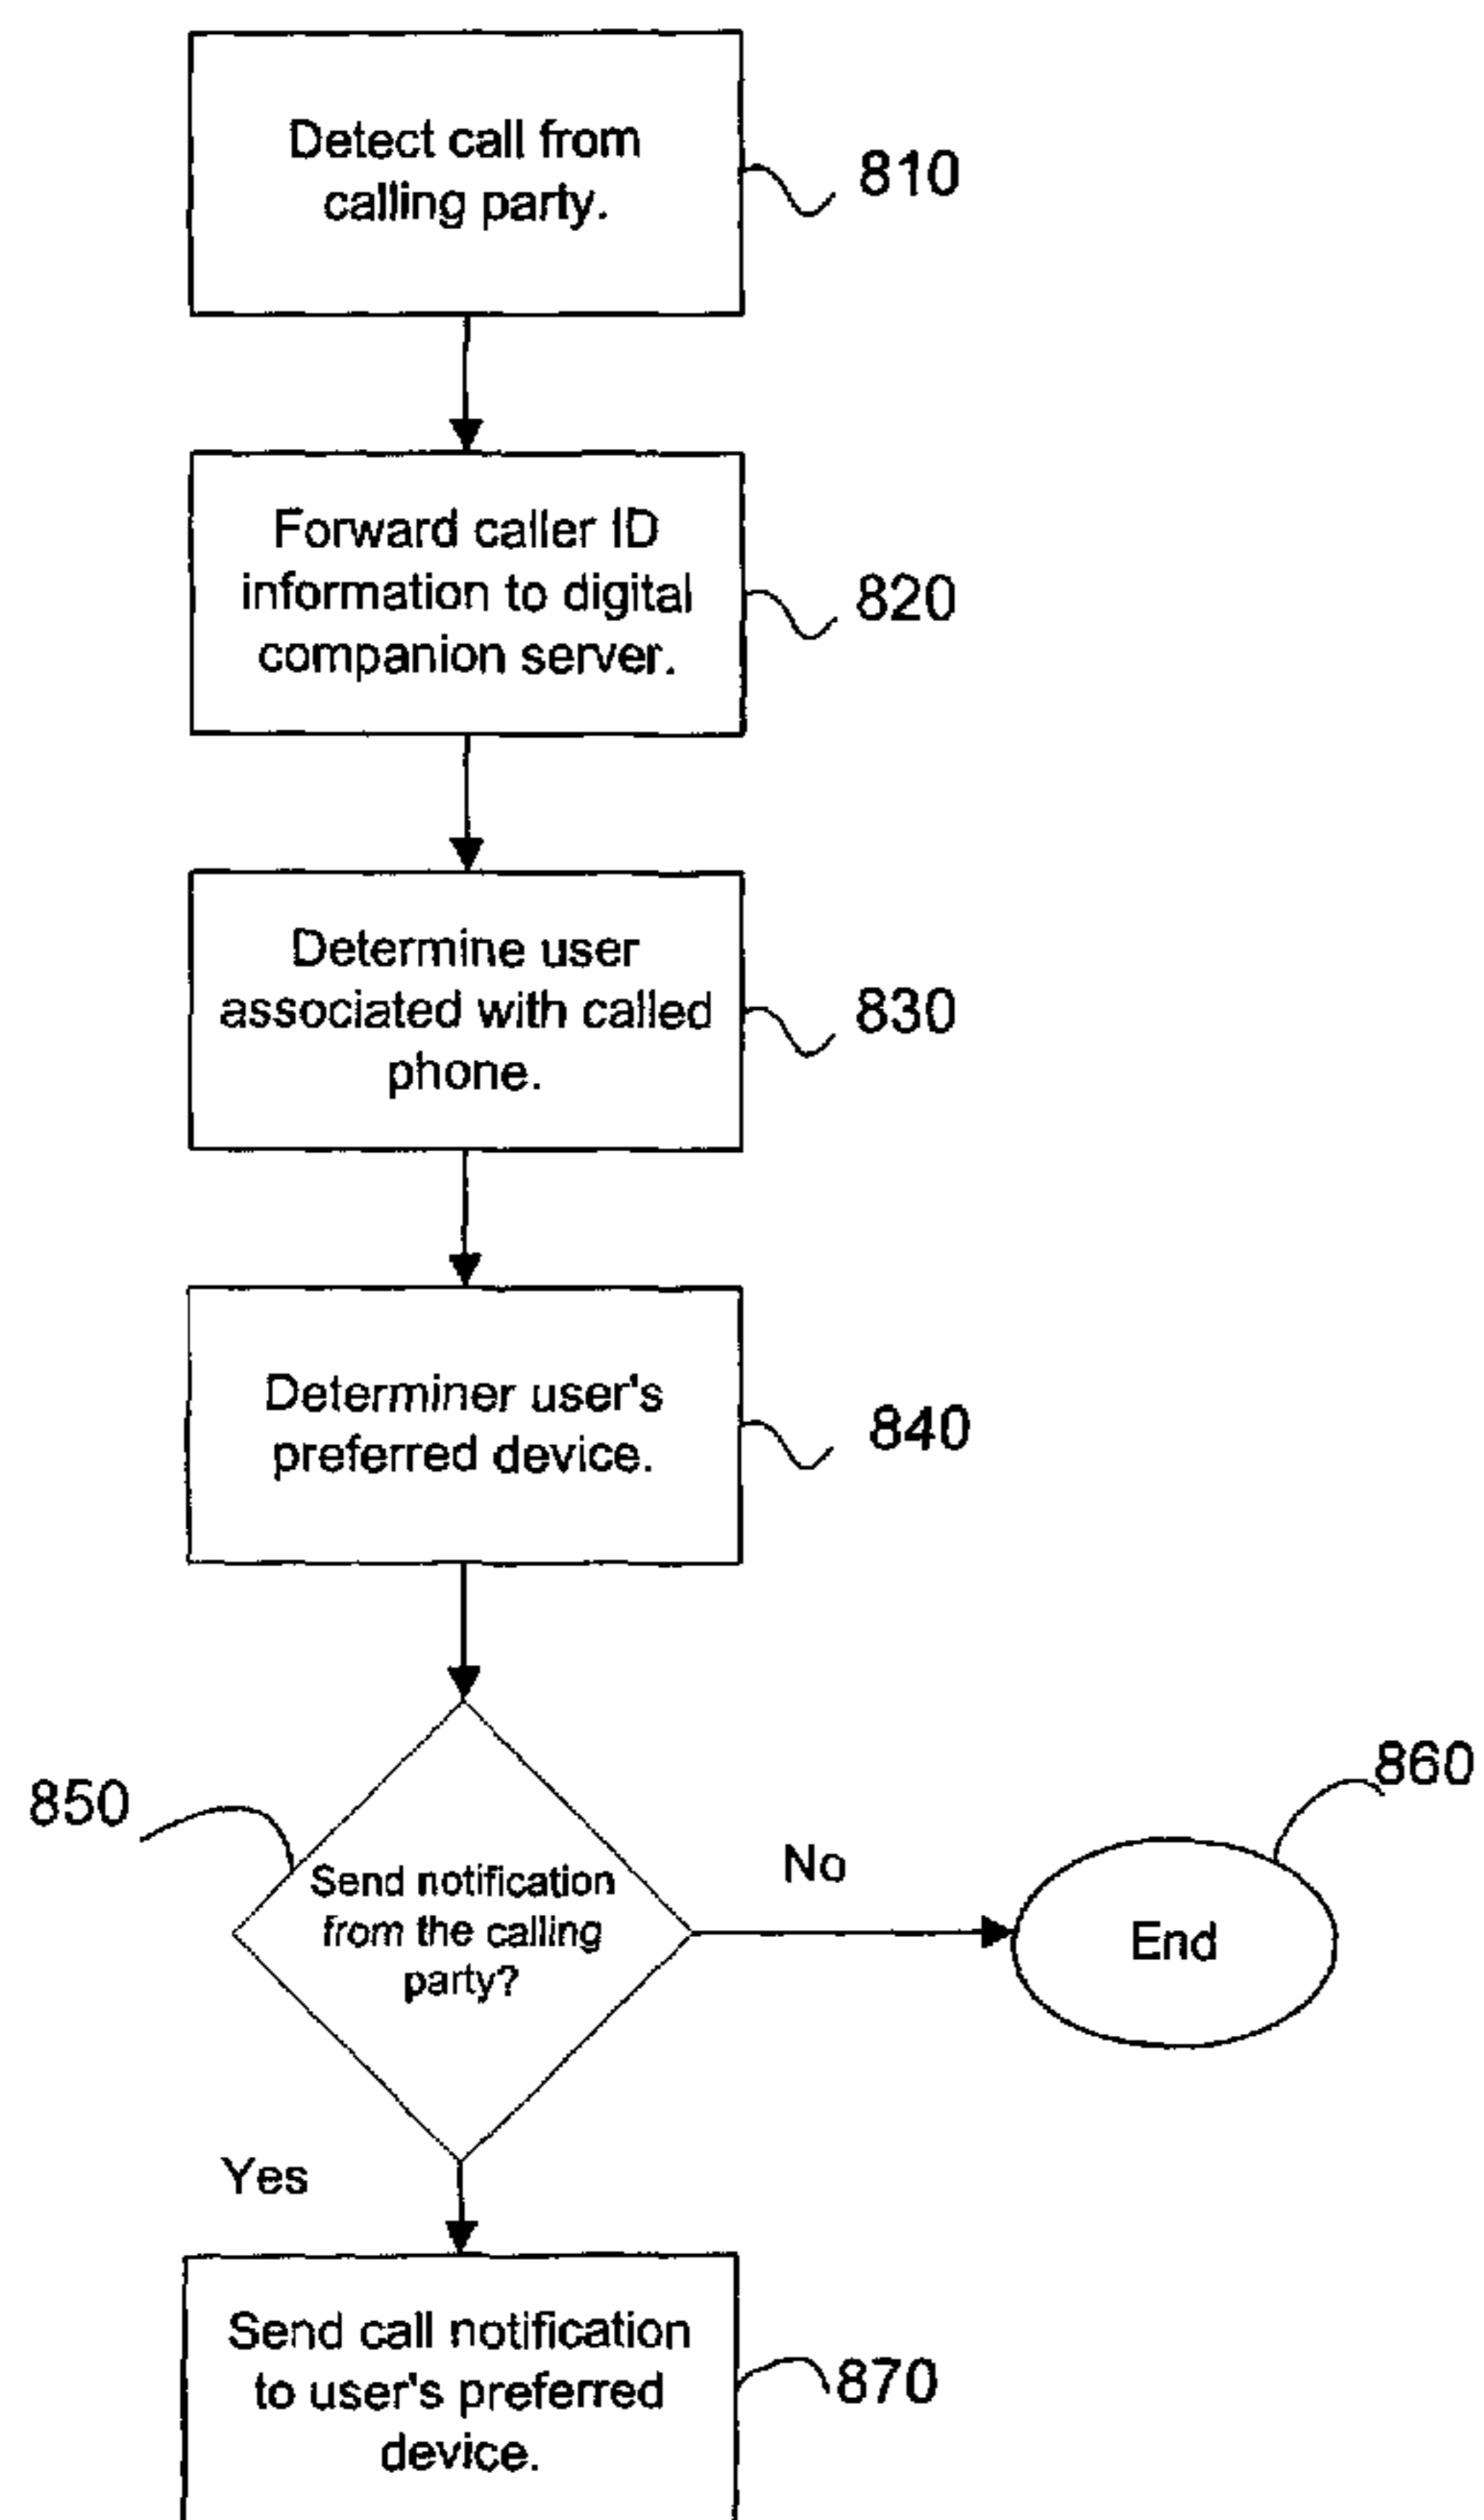 Detect call from
calling party.
810
Forward caller ID
information to digital
companion server.
820
Determine user
associated with called
phone.
830
Determiner user's
preferred device.
840
850
Send notification
from the calling
party?
No
860
End
Yes
Send call notification
to user's preferred
device.
870